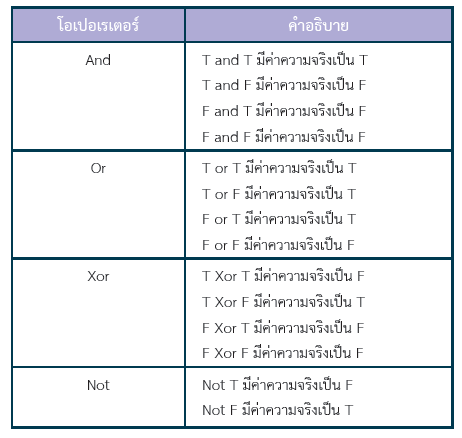 โอเปอเรเตอร์ คำอธิบาย
And T and T มีค่าความจริงเป็น T
T and F มีค่าความจริงเป็น F
F and T มีค่าความจริงเป็น F
F and F มีค่าความจริงเป็น F
Or T or T มีค่าความจริงเป็น T
T or F มีค่าความจริงเป็น T
F or T มีค่าความจริงเป็น T
F or F มีค่าความจริงเป็น F
Xor T Xor T มีค่าความจริงเป็น F
T Xor F มีค่าความจริงเป็น T
F Xor T มีค่าความจริงเป็น F
F Xor F มีค่าความจริงเป็น F
Not Not T มีค่าความจริงเป็น F
Not F มีค่าความจริงเป็น T